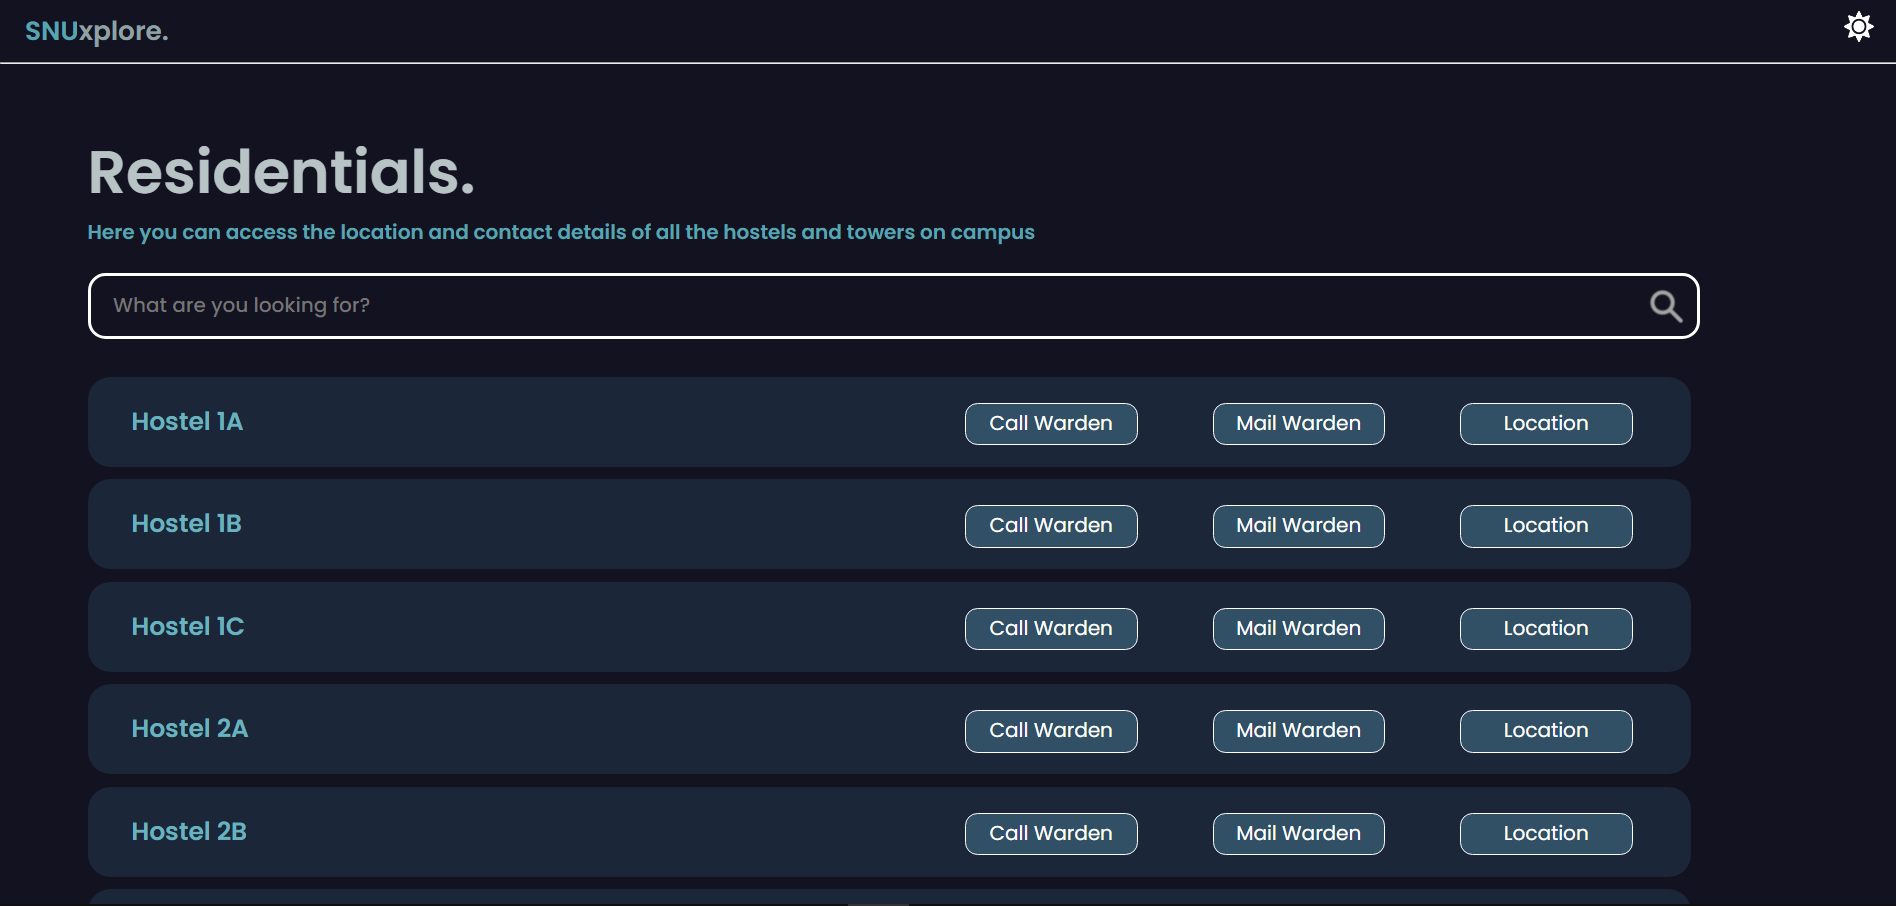 SNUxplore.
Residentials.
Here you can access the location and contact details of all the hostels and towers on campus
What are you looking for?
Hostel 1A Call Warden Mail Warden Location
Hostel 1B Call Warden Mail Warden Location
Hostel 1C Call Warden Mail Warden Location
Hostel 2A Call Warden Mail Warden Location
Hostel 2B Call Warden Mail Warden Location